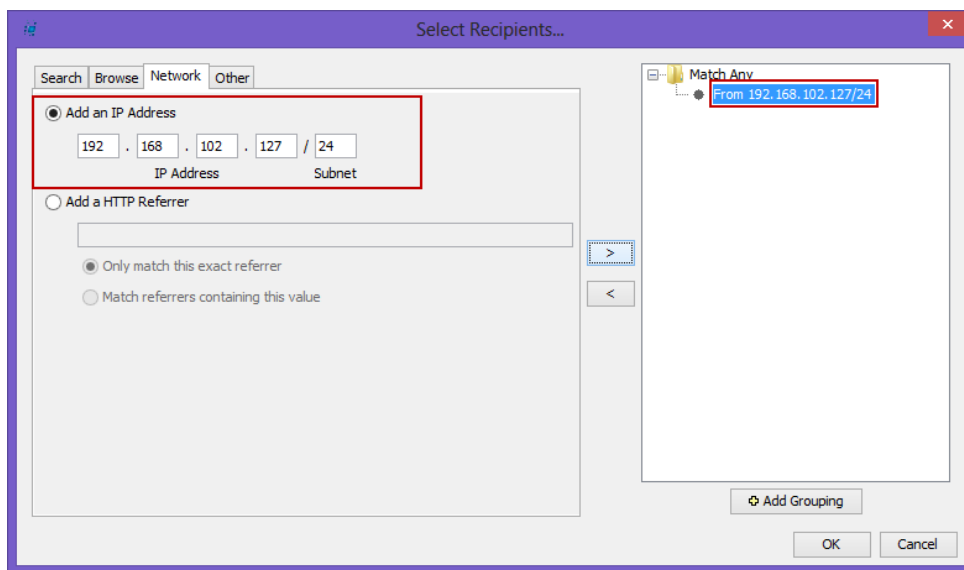 Select Recipients...
Search Browse Network Other
Add an IP Address
192 . 168 . 102 . 127 / 24
IP Address Subnet
Add a HTTP Referrer
Only match this exact referrer
Match referrers containing this value
>
<
Match Any
From 192.168.102.127/24
Add Grouping
OK Cancel